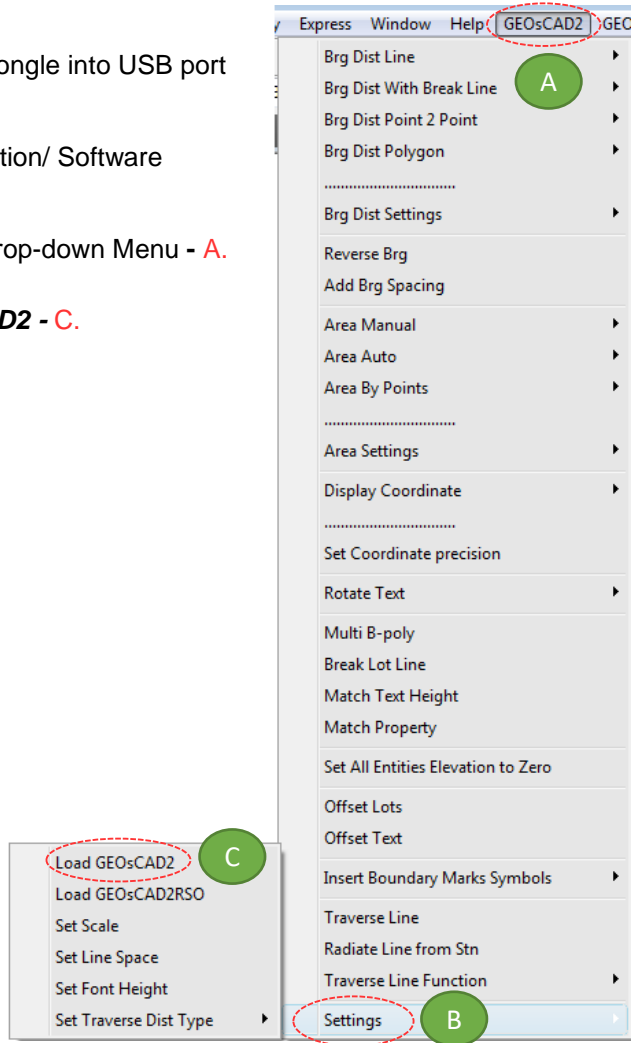 Express Window Help GEOsCAD2 GEO
ongle into USB port
tion/ Software
rop-down Menu - A.
D2 - C.
Brg Dist Line
A
Brg Dist With Break Line
Brg Dist Point 2 Point
Brg Dist Polygon
................................
Brg Dist Settings
Reverse Brg
Add Brg Spacing
Area Manual
Area Auto
Area By Points
................................
Area Settings
Display Coordinate
................................
Set Coordinate precision
Rotate Text
Multi B-poly
Break Lot Line
Match Text Height
Match Property
Set All Entities Elevation to Zero
Offset Lots
Offset Text
Insert Boundary Marks Symbols
Traverse Line
Radiate Line from Stn
Traverse Line Function
Settings
B
Load GEOsCAD2
C
Load GEOsCAD2RSO
Set Scale
Set Line Space
Set Font Height
Set Traverse Dist Type